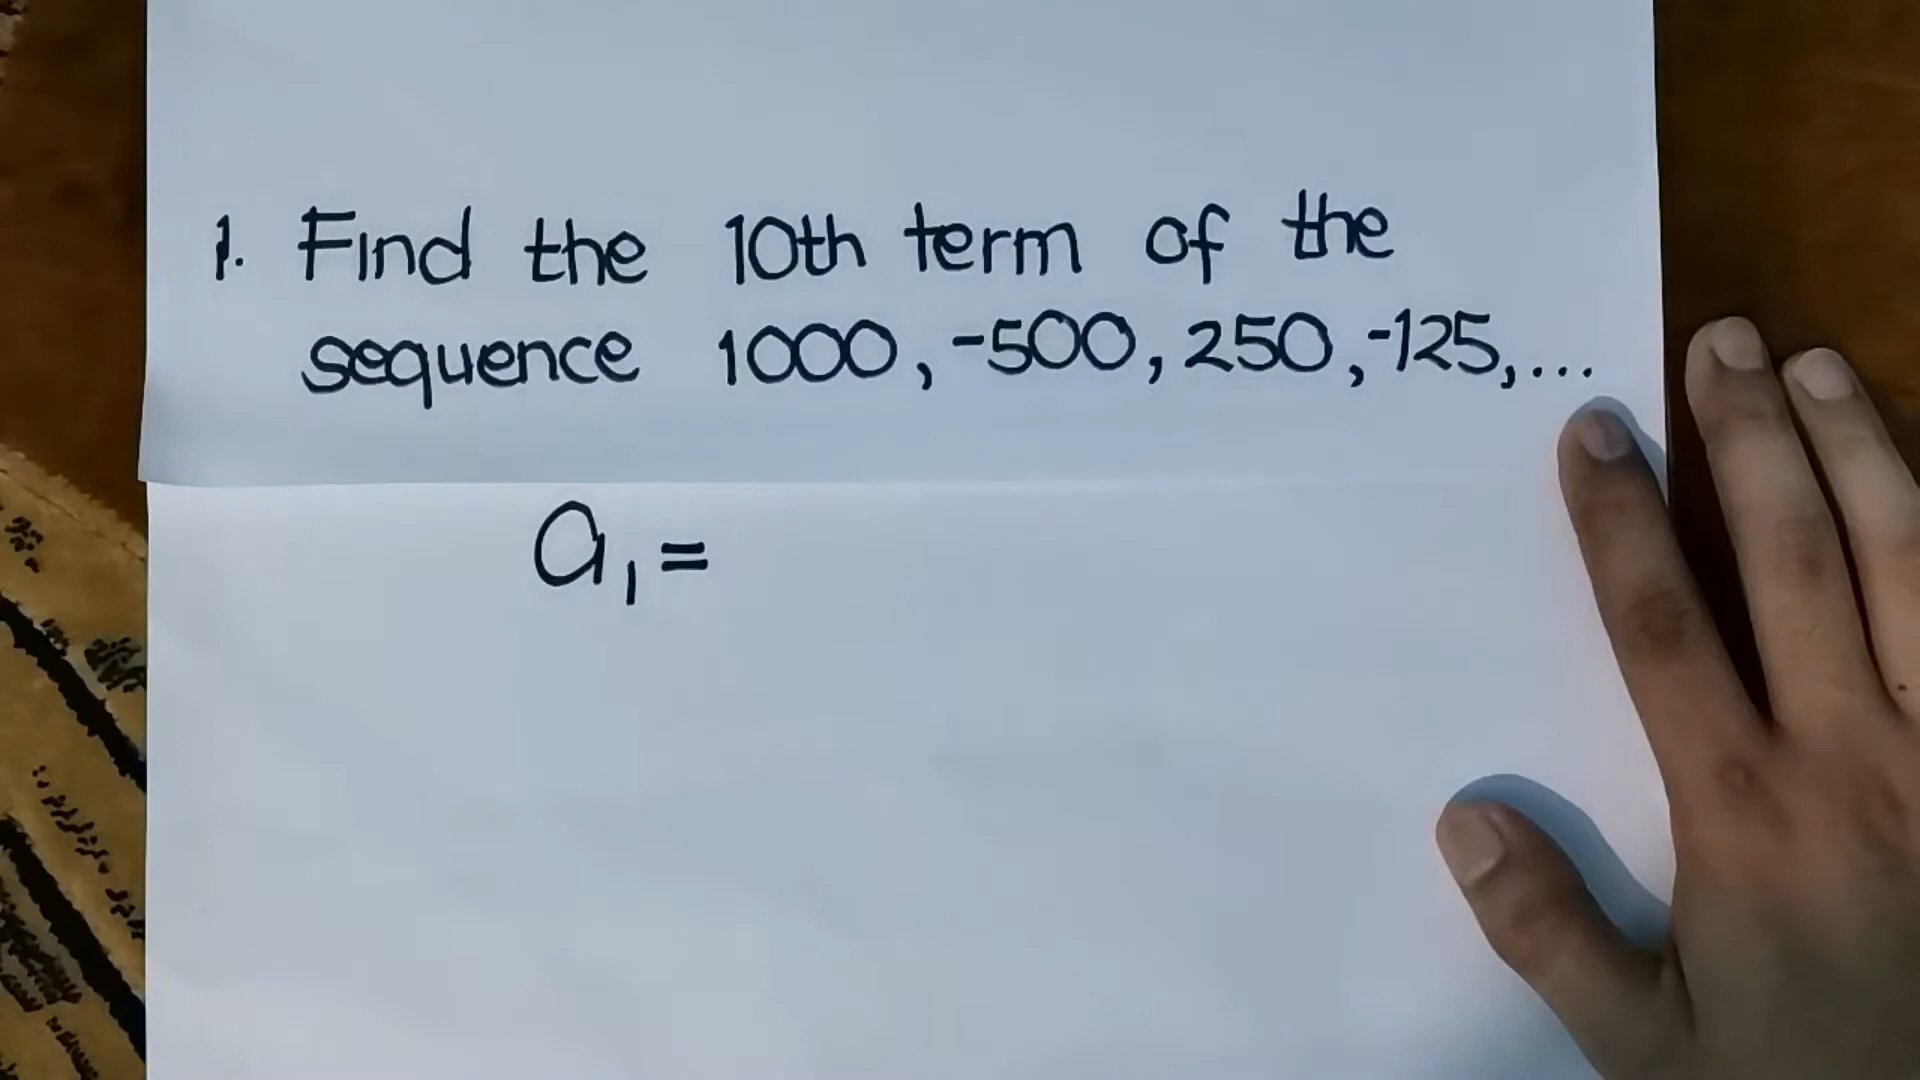 1. Find the 10th term of the
sequence 1000, -500, 250, -125, ...
a₁ =